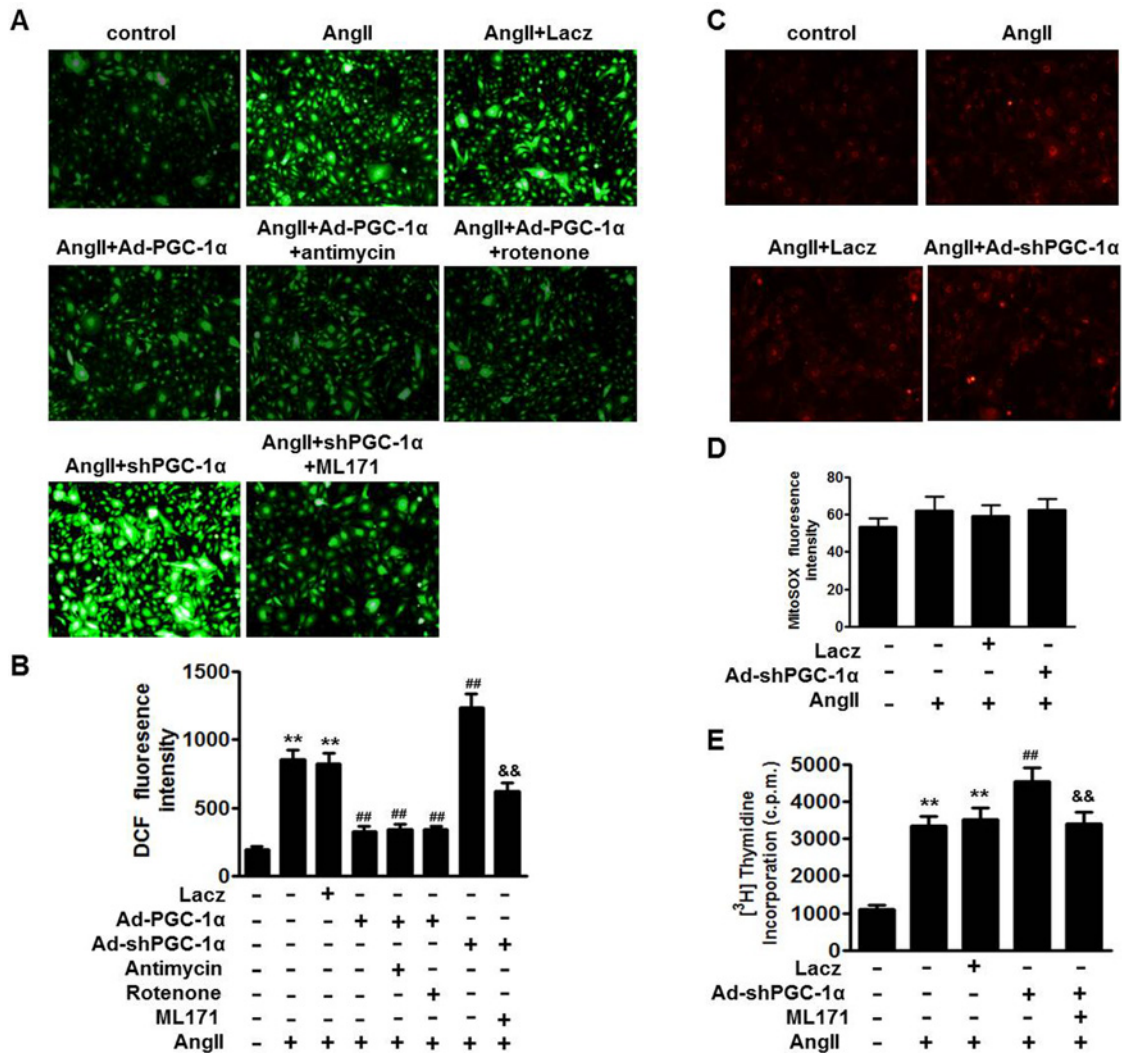 A
control AngII AngII+Lacz
AngII+Ad-PGC-1α AngII+Ad-PGC-1α +antimycin AngII+Ad-PGC-1α +rotenone
AngII+shPGC-1α AngII+shPGC-1α +ML171
B
DCF fluoresence
intensity
1500
1000
500
0
** ** ## ## ## ## &&
Lacz - - + - - - - -
Ad-PGC-1α - - - + + + - -
Ad-shPGC-1α - - - - - - + +
Antimycin - - - - + - - -
Rotenone - - - - - + - -
ML171 - - - - - - - +
AngII - + + + + + + +
C
control AngII
AngII+Lacz AngII+Ad-shPGC-1α
D
MitoSOX fluoresence
Intensity
80
60
40
20
0
Lacz - - + -
Ad-shPGC-1α - - - +
AngII - + + +
E
[³H] Thymidine
Incorporation (c.p.m.)
5000
4000
3000
2000
1000
0
** ** ## &&
Lacz - - + - -
Ad-shPGC-1α - - - + +
ML171 - - - - +
AngII - + + + +